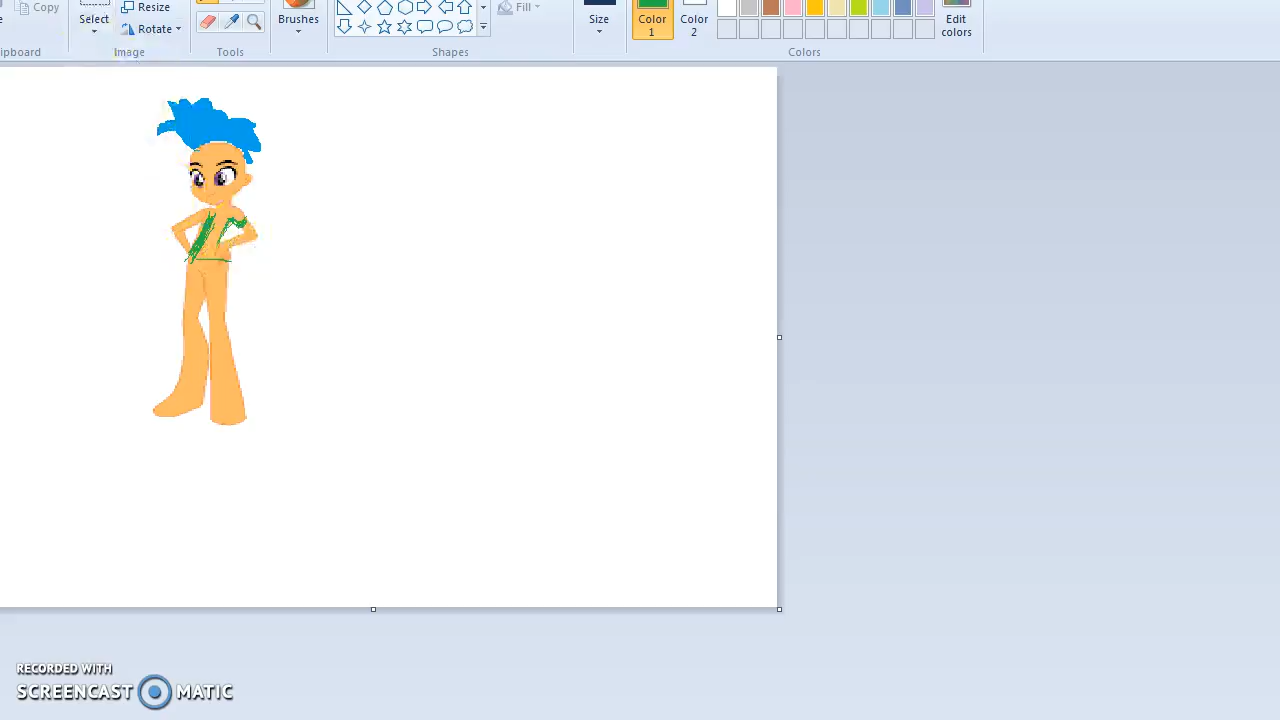 Copy
Select
Resize
Rotate
Brushes
Fill
Size
Color 1
Color 2
Edit colors
ipboard
Image
Tools
Shapes
Colors
RECORDED WITH
SCREENCAST MATIC